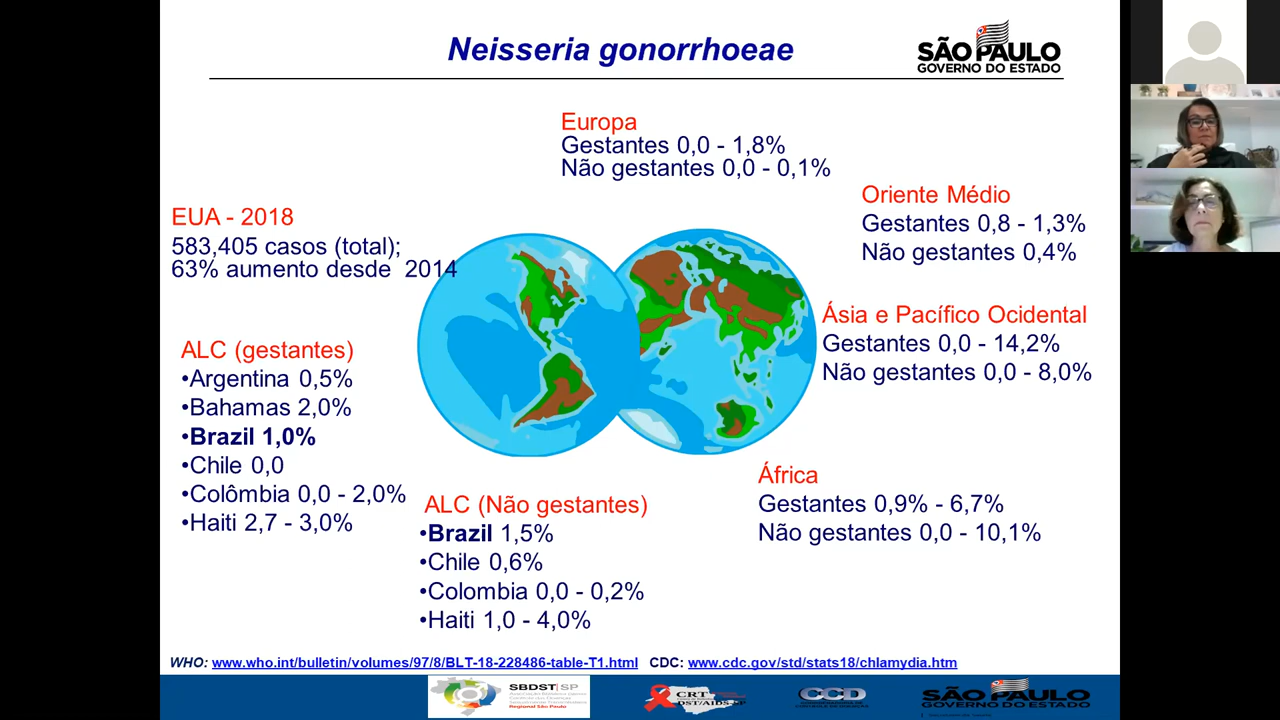 Neisseria gonorrhoeae
SÃO PAULO
GOVERNO DO ESTADO
Europa
Gestantes 0,0 - 1,8%
Não gestantes 0,0 - 0,1%
Oriente Médio
Gestantes 0,8 - 1,3%
Não gestantes 0,4%
EUA - 2018
583,405 casos (total);
63% aumento desde 2014
Ásia e Pacífico Ocidental
Gestantes 0,0 - 14,2%
Não gestantes 0,0 - 8,0%
ALC (gestantes)
•Argentina 0,5%
•Bahamas 2,0%
•Brazil 1,0%
•Chile 0,0
•Colômbia 0,0 - 2,0%
•Haiti 2,7 - 3,0%
ALC (Não gestantes)
•Brazil 1,5%
•Chile 0,6%
•Colombia 0,0 - 0,2%
•Haiti 1,0 - 4,0%
África
Gestantes 0,9% - 6,7%
Não gestantes 0,0 - 10,1%
WHO: www.who.int/bulletin/volumes/97/8/BLT-18-228486-table-T1.html CDC: www.cdc.gov/std/stats18/chlamydia.htm
SBDST SP
Regional São Paulo
CRT
DST/AIDS-SP
CCD
SÃO PAULO
GOVERNO DO ESTADO